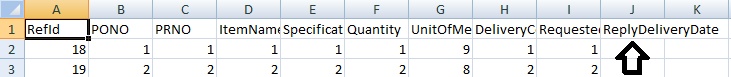 A B C D E F G H I J K
1 RefId PONO PRNO ItemName Specificat Quantity UnitOfMe DeliveryC Requested ReplyDeliveryDate
2 18 1 1 1 1 1 9 1 1
3 19 2 2 2 2 2 8 2 2